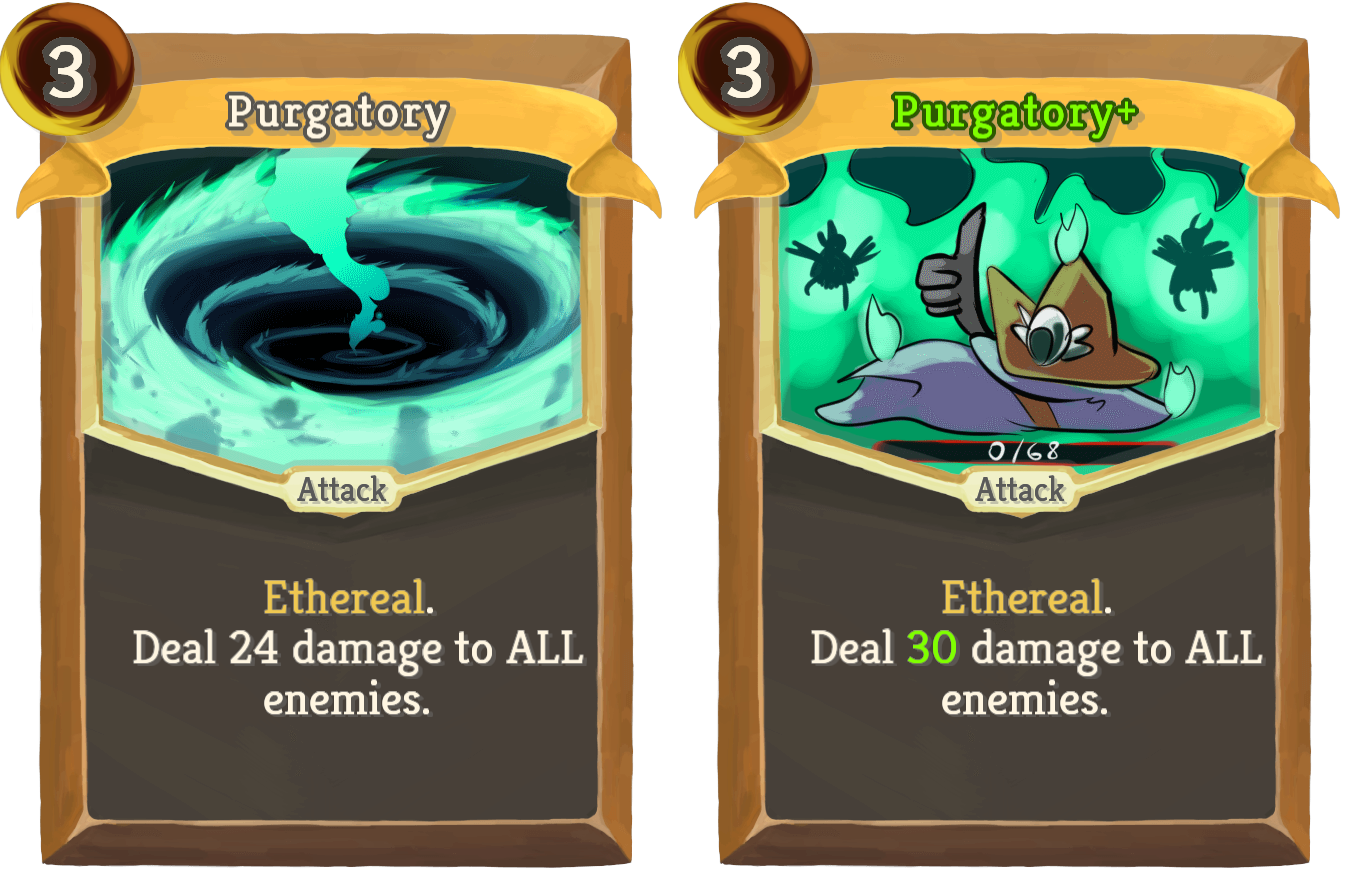 3
Purgatory
Attack
Ethereal.
Deal 24 damage to ALL
enemies.
3
Purgatory+
0/68
Attack
Ethereal.
Deal 30 damage to ALL
enemies.